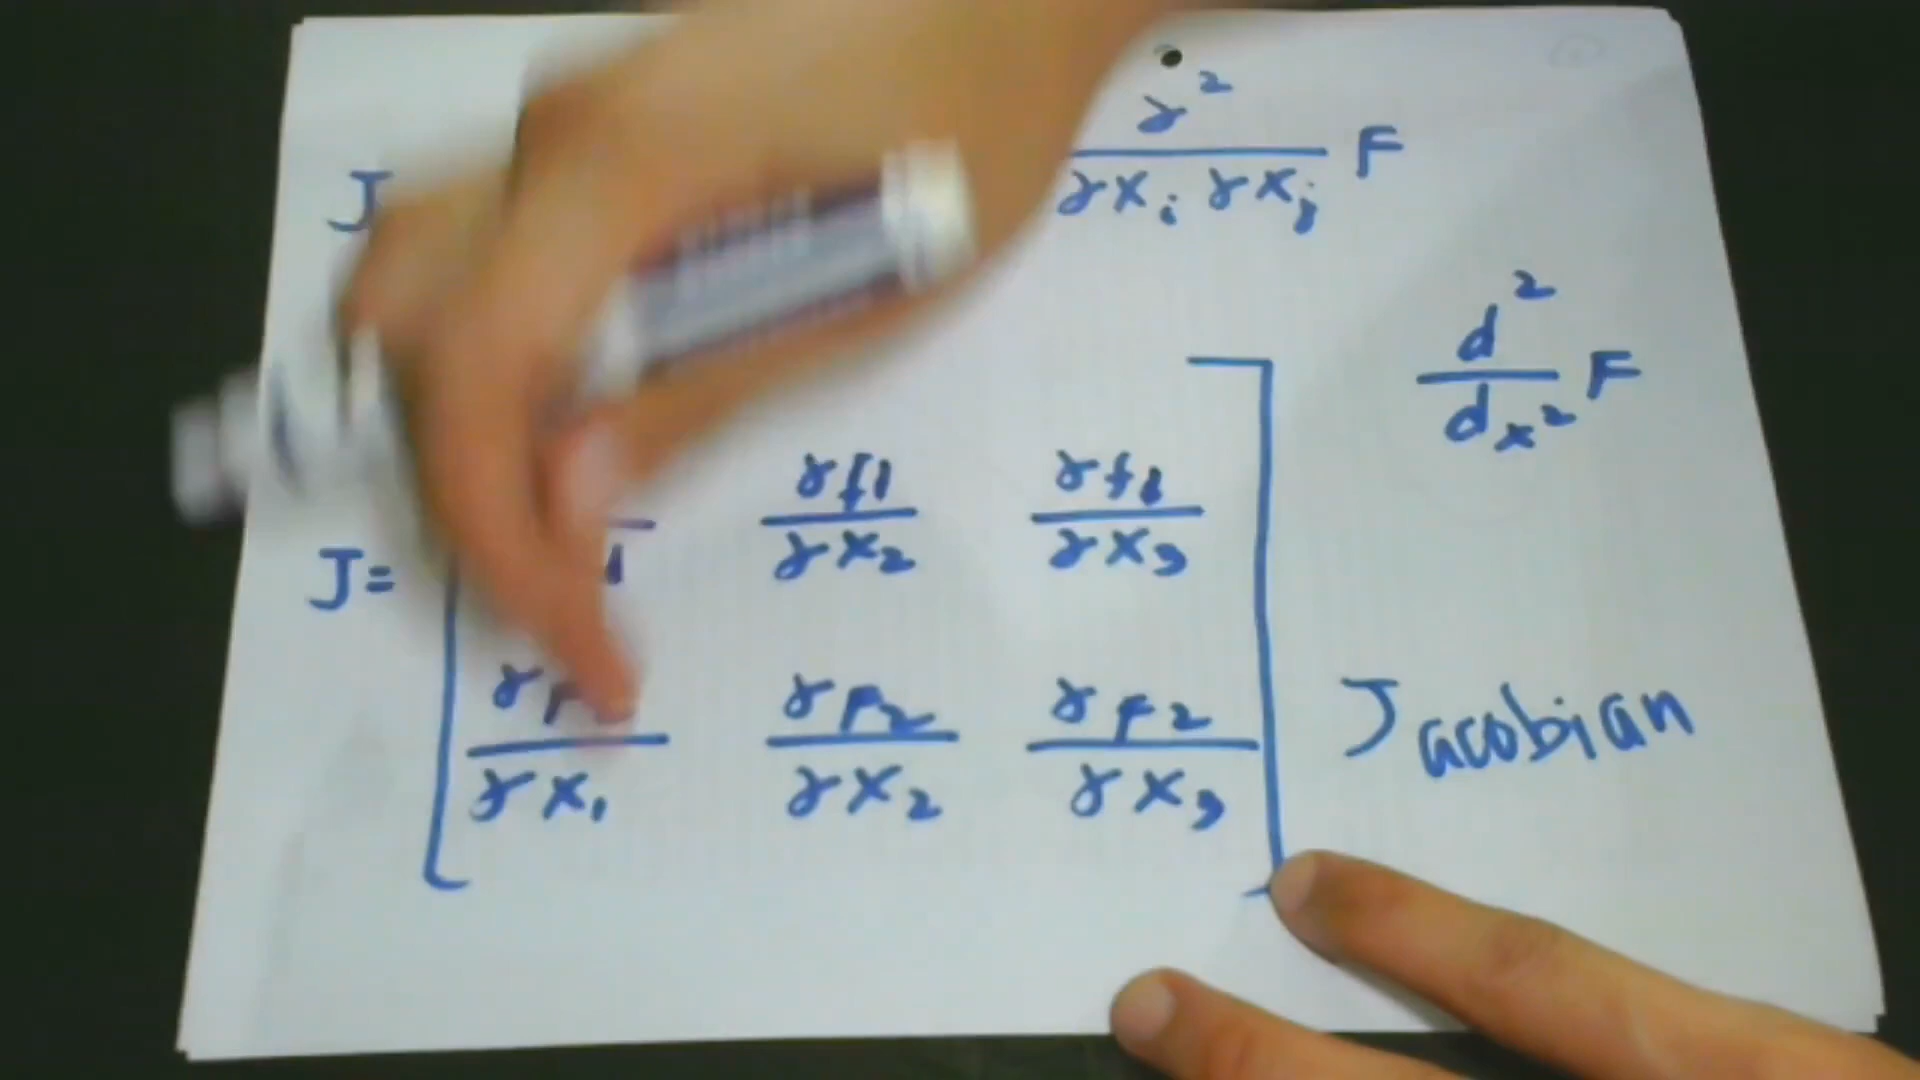 J ∂² / ∂xᵢ ∂xⱼ F
d² / dx² F
J= ∂f1 / ∂x₂ ∂f1 / ∂x₃
∂F / ∂x₁ ∂F₂ / ∂x₂ ∂F₂ / ∂x₃ Jacobian